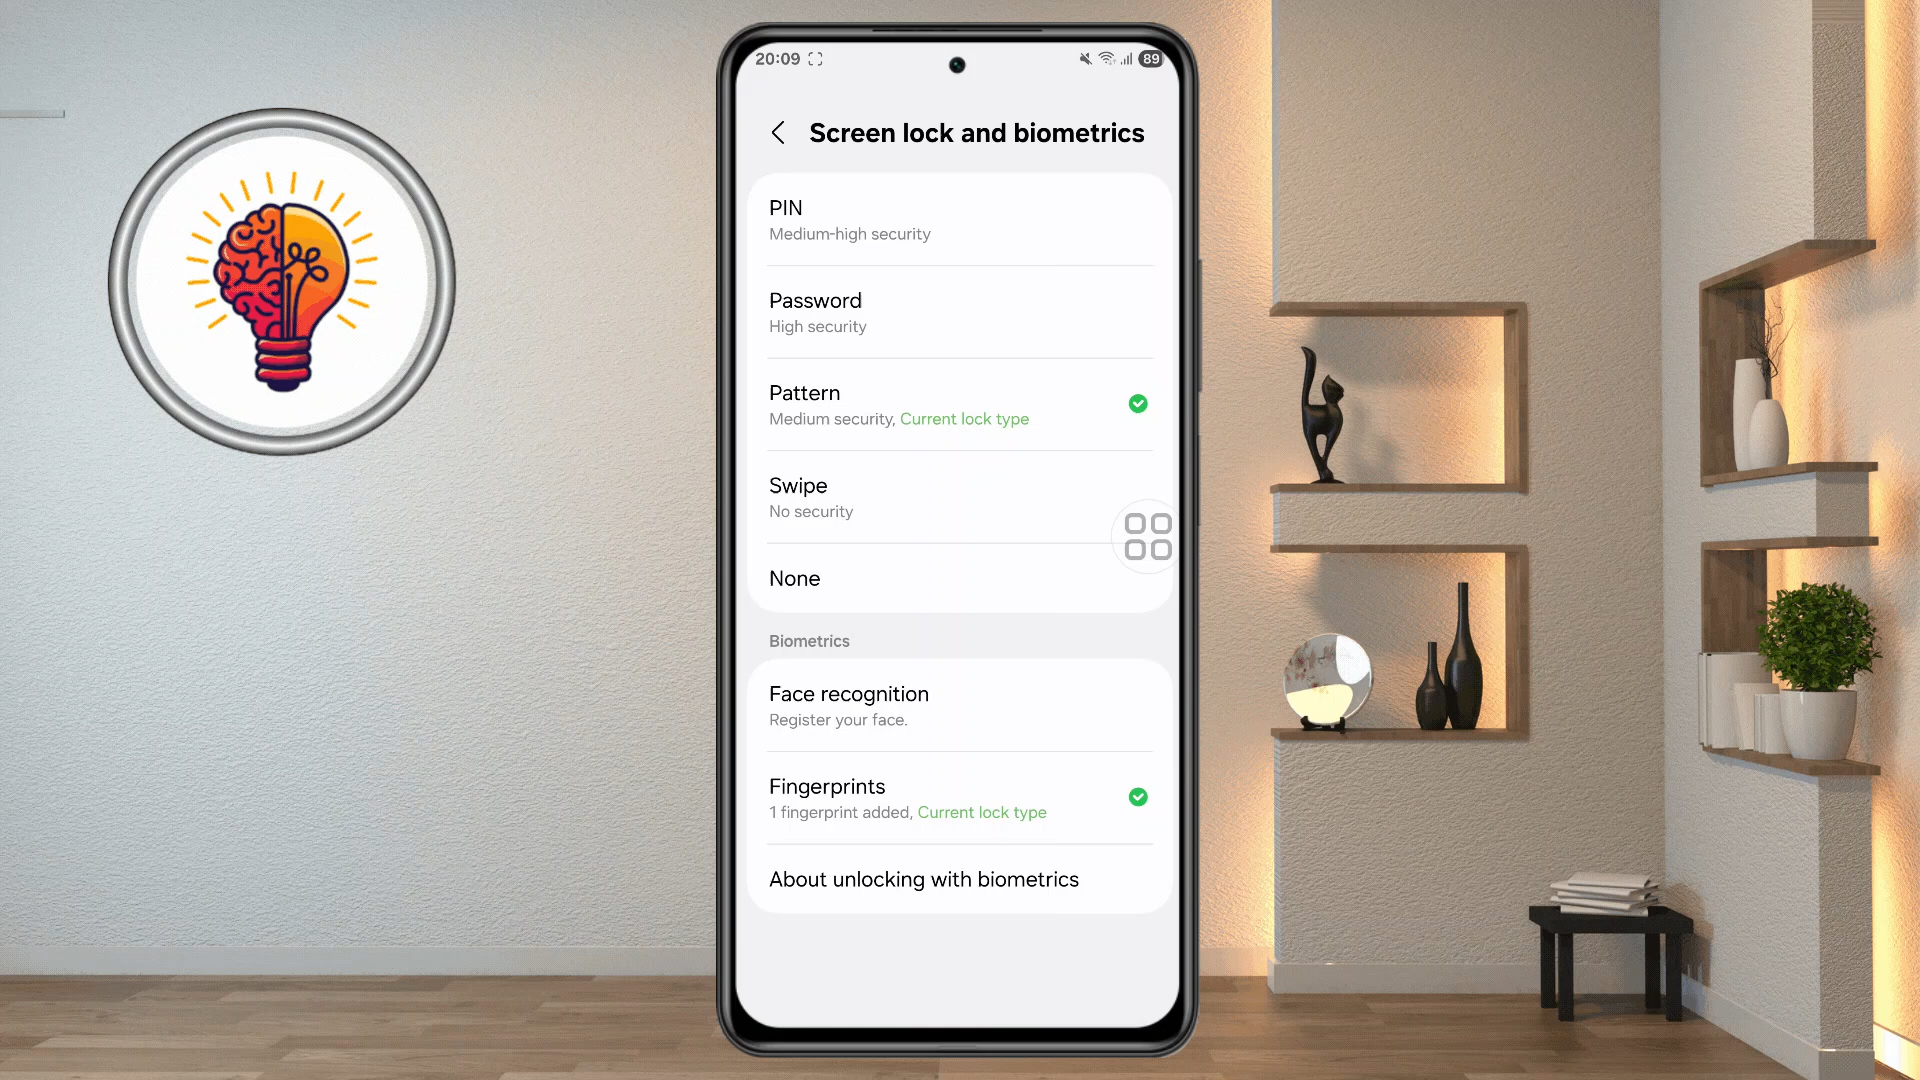 20:09
89
Screen lock and biometrics
PIN
Medium-high security
Password
High security
Pattern
Medium security, Current lock type
Swipe
No security
None
Biometrics
Face recognition
Register your face.
Fingerprints
1 fingerprint added, Current lock type
About unlocking with biometrics